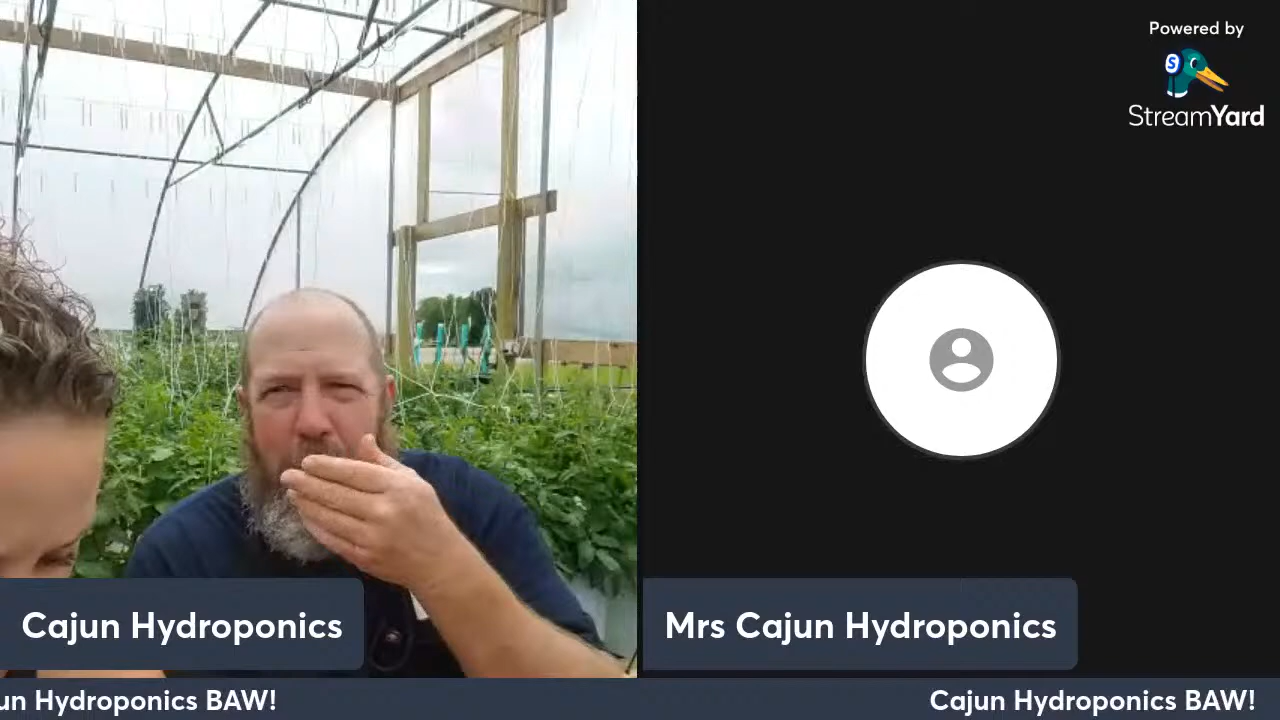 Powered by
S
StreamYard
Cajun Hydroponics
Mrs Cajun Hydroponics
un Hydroponics BAW!
Cajun Hydroponics BAW!